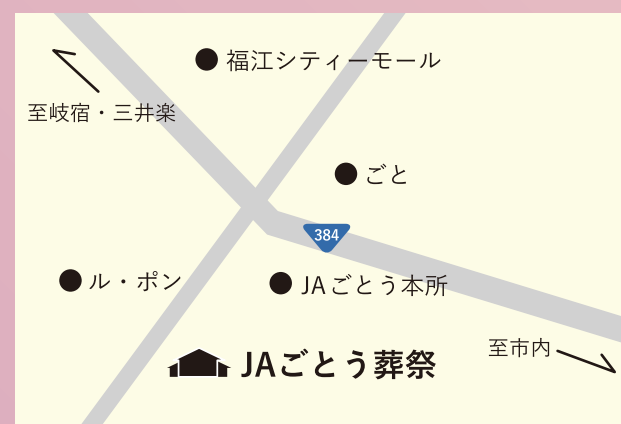 福江シティーモール
至岐宿・三井楽
ごと
384
ル・ポン
JAごとう本所
至市内
JAごとう葬祭